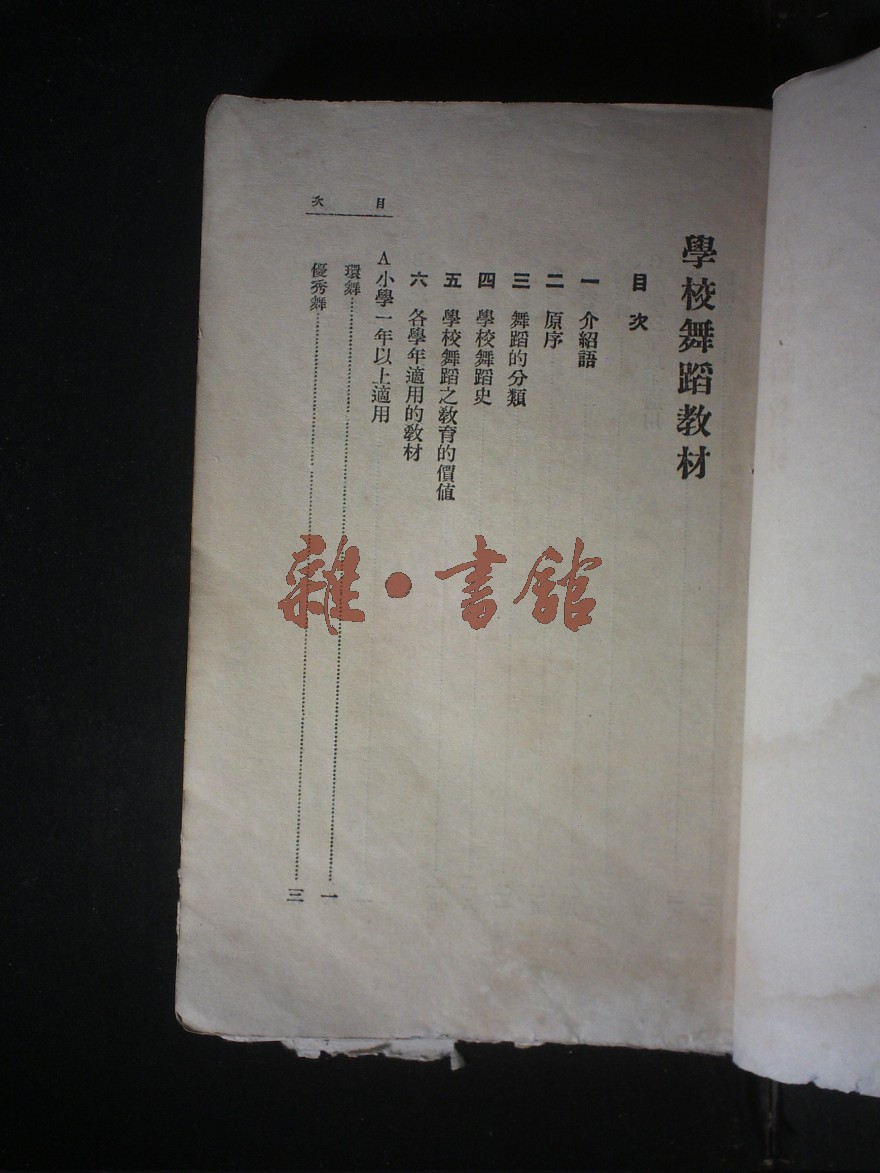 學校舞蹈教材
目次
一 介紹語
二 原序
三 舞蹈的分類
四 學校舞蹈史
五 學校舞蹈之教育的價值
六 各學年適用的教材
A小學一年以上適用
環舞……………………一
優秀舞……………………三
目次
雜·書館